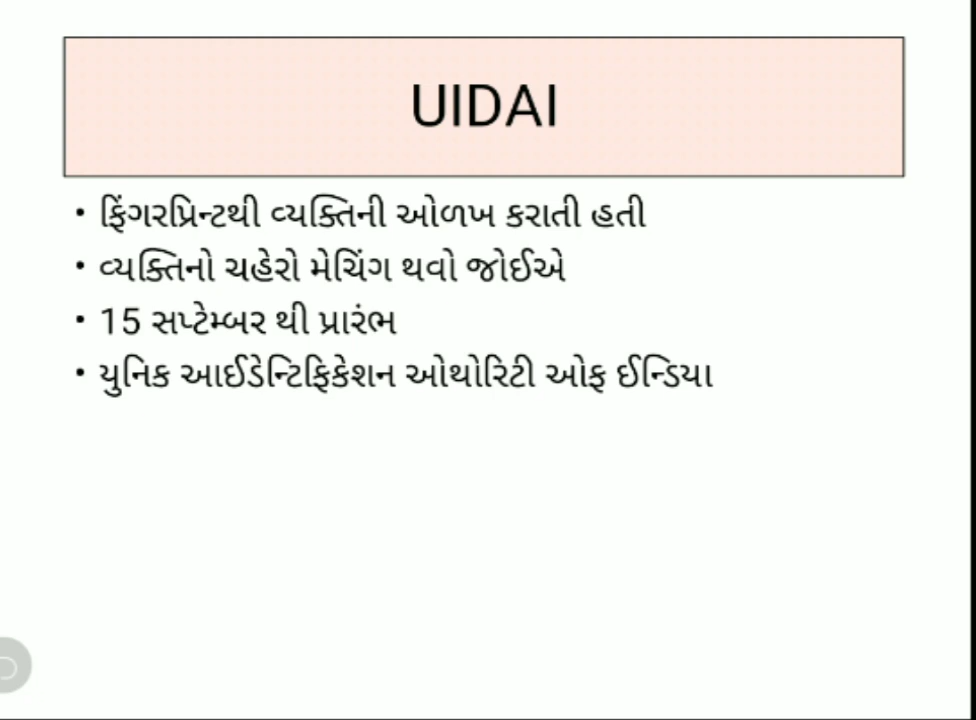 UIDAI
• ફિંગરપ્રિન્ટથી વ્યક્તિની ઓળખ કરાતી હતી
• વ્યક્તિનો ચહેરો મેચિંગ થવો જોઈએ
• 15 સપ્ટેમ્બર થી પ્રારંભ
• યુનિક આઈડેન્ટિફિકેશન ઓથોરિટી ઓફ ઈન્ડિયા